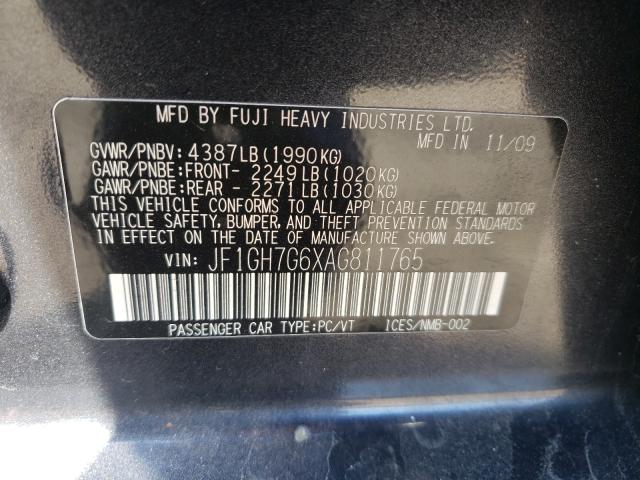 MFD BY FUJI HEAVY INDUSTRIES LTD.
MFD IN 11/09
GVWR/PNBV: 4387LB(1990KG)
GAWR/PNBE:FRONT- 2249LB(1020KG)
GAWR/PNBE:REAR - 2271LB(1030KG)
THIS VEHICLE CONFORMS TO ALL APPLICABLE FEDERAL MOTOR
VEHICLE SAFETY, BUMPER, AND THEFT PREVENTION STANDARDS
IN EFFECT ON THE DATE OF MANUFACTURE SHOWN ABOVE.
VIN: JF1GH7G6XAG811765
PASSENGER CAR TYPE:PC/VT ICES/NMB-002